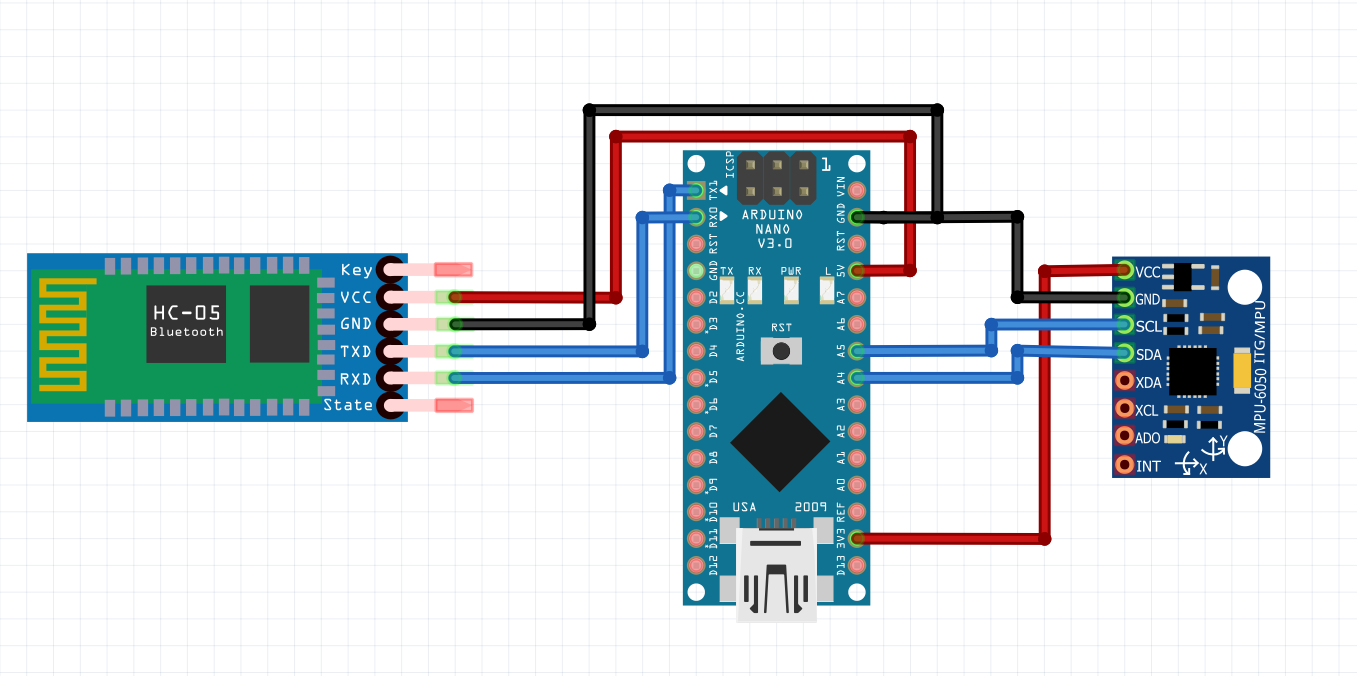 HC-05
Bluetooth
Key
VCC
GND
TXD
RXD
State
ICSP
1
ARDUINO
NANO
V3.0
TX1
RX0
RST
GND
D2
D3
D4
D5
D6
D7
D8
D9
D10
D11
D12
VIN
GND
RST
5V
A7
A6
A5
A4
A3
A2
A1
A0
REF
3V3
D13
TX RX PWR L
ARDUINO.CC
RST
USA 2009
VCC
GND
SCL
SDA
XDA
XCL
ADO
INT
MPU-6050 ITG/MPU
Y
X